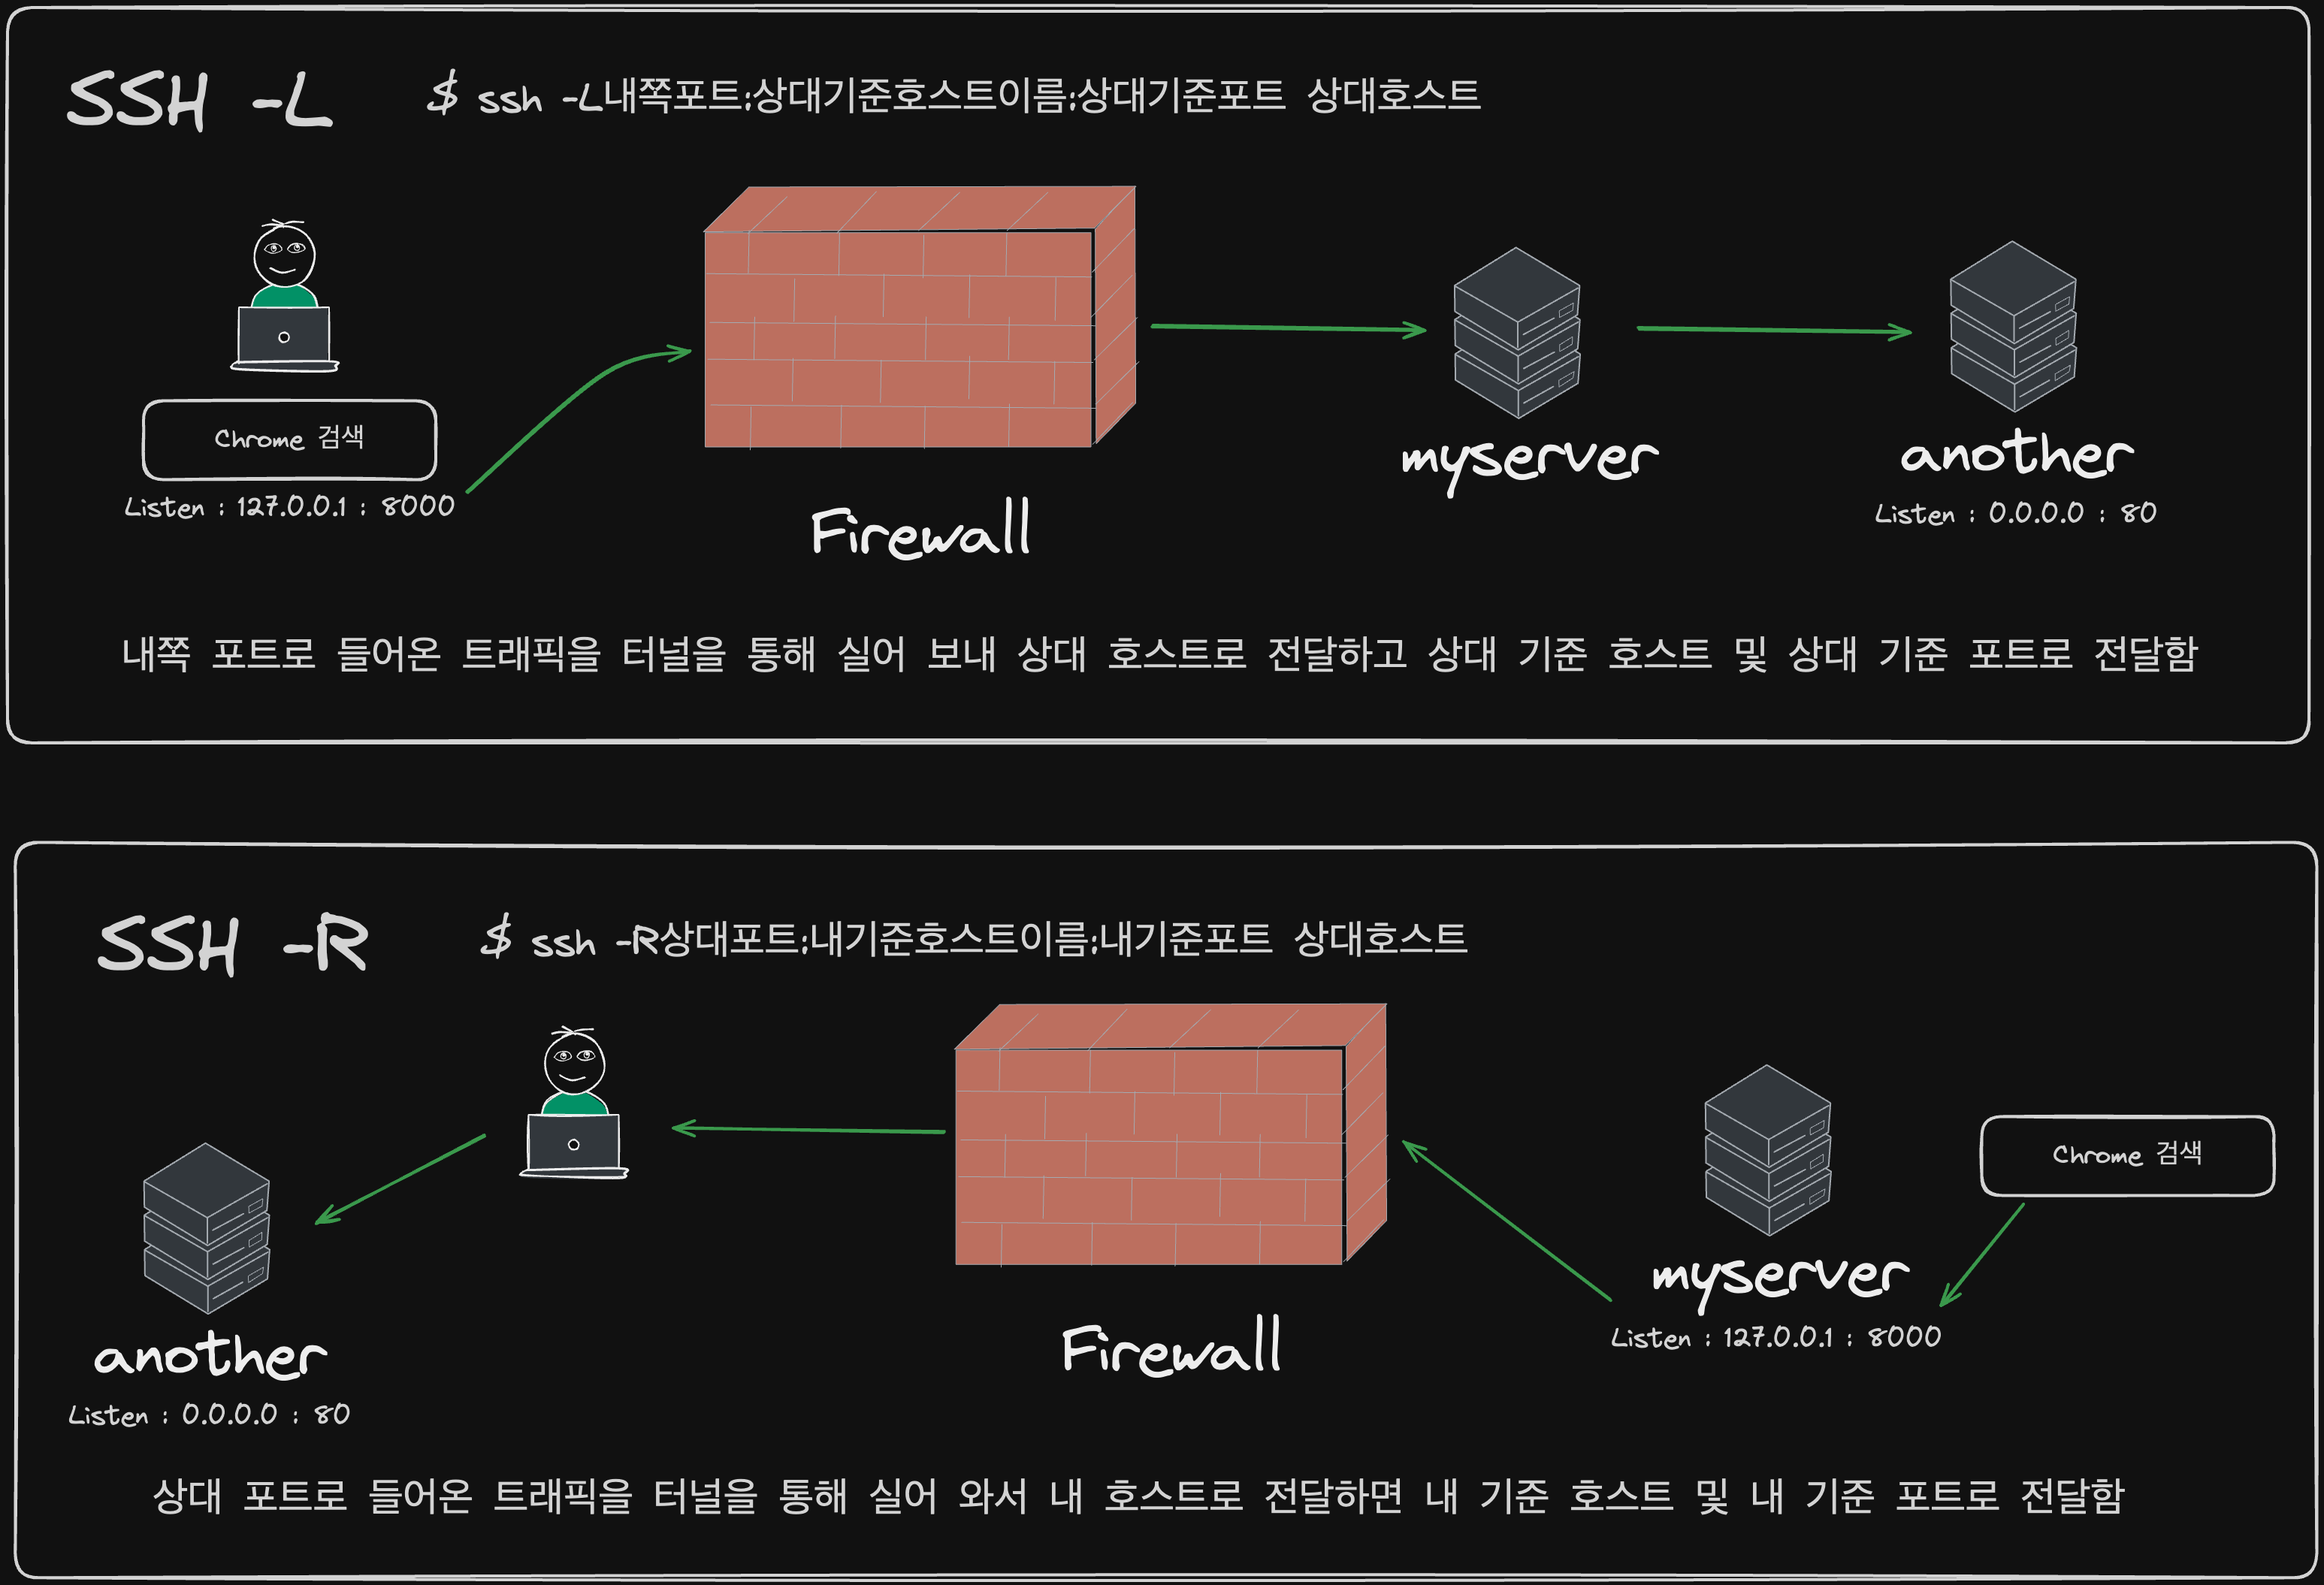 SSH -L
$ ssh -L내쪽포트:상대기준호스트이름:상대기준포트 상대호스트
Chrome 검색
Listen : 127.0.0.1 : 8000
Firewall
myserver
another
Listen : 0.0.0.0 : 80
내쪽 포트로 들어온 트래픽을 터널을 통해 실어 보내 상대 호스트로 전달하고 상대 기준 호스트 및 상대 기준 포트로 전달함
SSH -R
$ ssh -R상대포트:내기준호스트이름:내기준포트 상대호스트
another
Listen : 0.0.0.0 : 80
Firewall
myserver
Listen : 127.0.0.1 : 8000
Chrome 검색
상대 포트로 들어온 트래픽을 터널을 통해 실어 와서 내 호스트로 전달하면 내 기준 호스트 및 내 기준 포트로 전달함